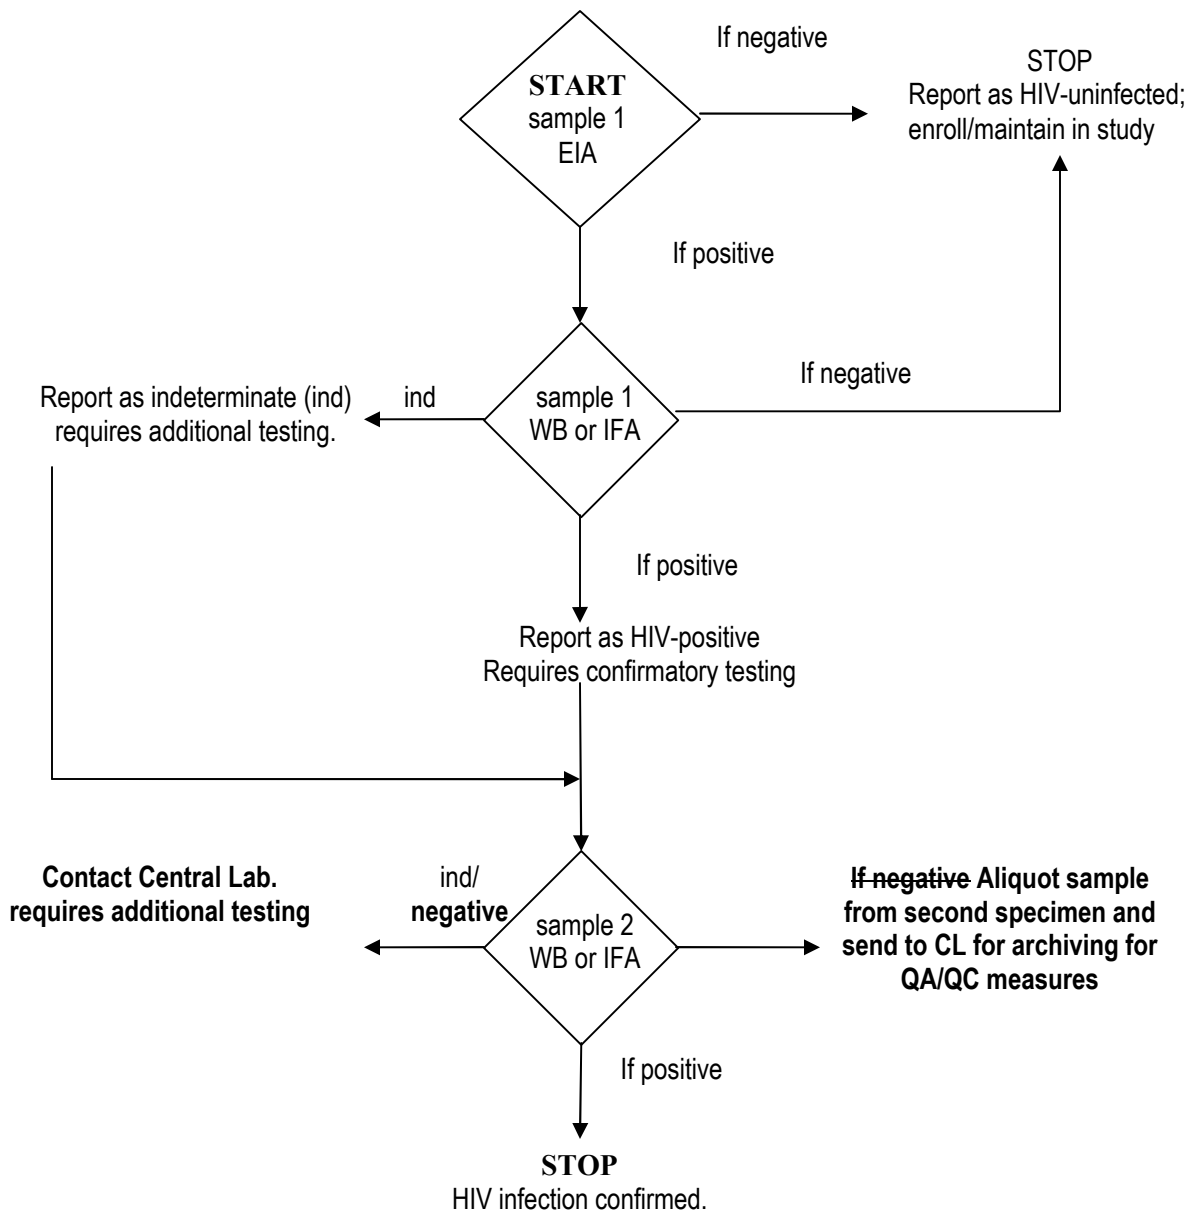 If negative
START
sample 1
EIA
STOP
Report as HIV-uninfected;
enroll/maintain in study
If positive
If negative
Report as indeterminate (ind)
requires additional testing.
ind
sample 1
WB or IFA
If positive
Report as HIV-positive
Requires confirmatory testing
Contact Central Lab.
requires additional testing
ind/
negative
sample 2
WB or IFA
If negative Aliquot sample
from second specimen and
send to CL for archiving for
QA/QC measures
If positive
STOP
HIV infection confirmed.